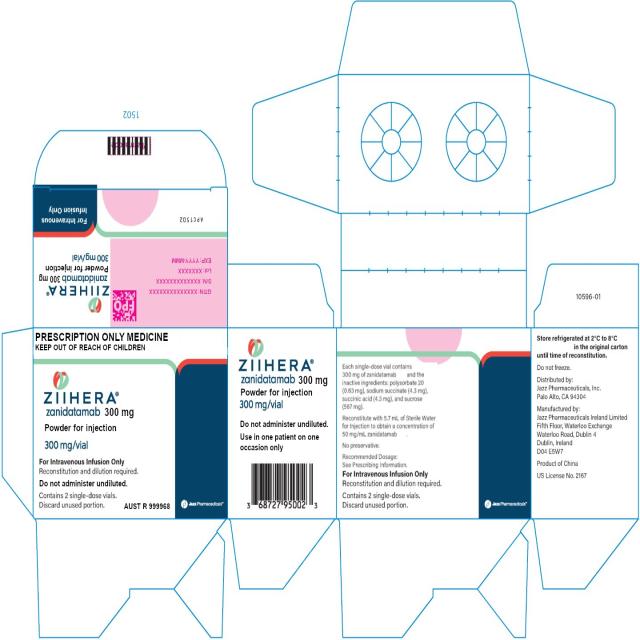 1502
APCT1502
For Intravenous
Infusion Only
ZIIHERA®
zanidatamab 300 mg
Powder for injection
300 mg/vial
GTIN: XXXXXXXXXXXXXX
S/N: XXXXXXXXXXXXX
Lot: XXXXXXX
EXP: YYYY-MMM
FPO
10596-01
PRESCRIPTION ONLY MEDICINE
KEEP OUT OF REACH OF CHILDREN
ZIIHERA®
zanidatamab 300 mg
Powder for injection
300 mg/vial
For Intravenous Infusion Only
Reconstitution and dilution required.
Do not administer undiluted.
Contains 2 single-dose vials.
Discard unused portion.
AUST R 999968
Jazz Pharmaceuticals
ZIIHERA®
zanidatamab 300 mg
Powder for injection
300 mg/vial
Do not administer undiluted.
Use in one patient on one
occasion only
3 68727 95002 3
Each single-dose vial contains
300 mg of zanidatamab and the
inactive ingredients: polysorbate 20
(0.63 mg), sodium succinate (4.3 mg),
succinic acid (4.3 mg), and sucrose
(567 mg).
Reconstitute with 5.7 mL of Sterile Water
for Injection to obtain a concentration of
50 mg/mL zanidatamab .
No preservative.
Recommended Dosage:
See Prescribing Information.
For Intravenous Infusion Only
Reconstitution and dilution required.
Contains 2 single-dose vials.
Discard unused portion.
Jazz Pharmaceuticals
Store refrigerated at 2°C to 8°C
in the original carton
until time of reconstitution.
Do not freeze.
Distributed by:
Jazz Pharmaceuticals, Inc.
Palo Alto, CA 94304
Manufactured by:
Jazz Pharmaceuticals Ireland Limited
Fifth Floor, Waterloo Exchange
Waterloo Road, Dublin 4
Dublin, Ireland
D04 E5W7
Product of China
US License No. 2167